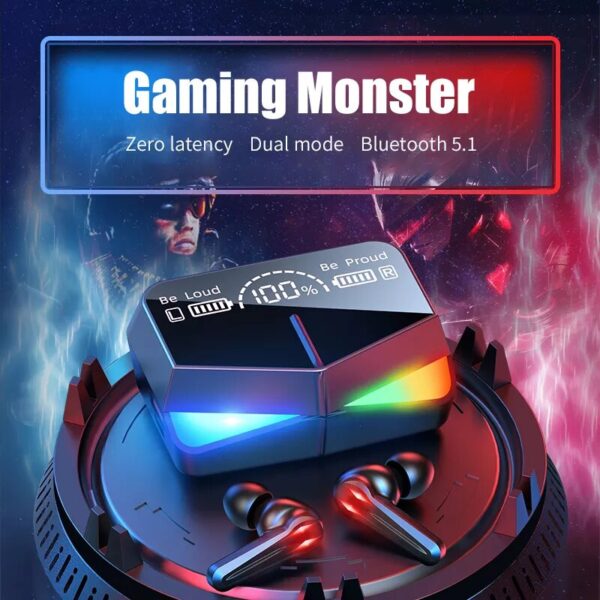 Gaming Monster
Zero latency Dual mode Bluetooth 5.1
Be Loud
Be Proud
L
100%
R